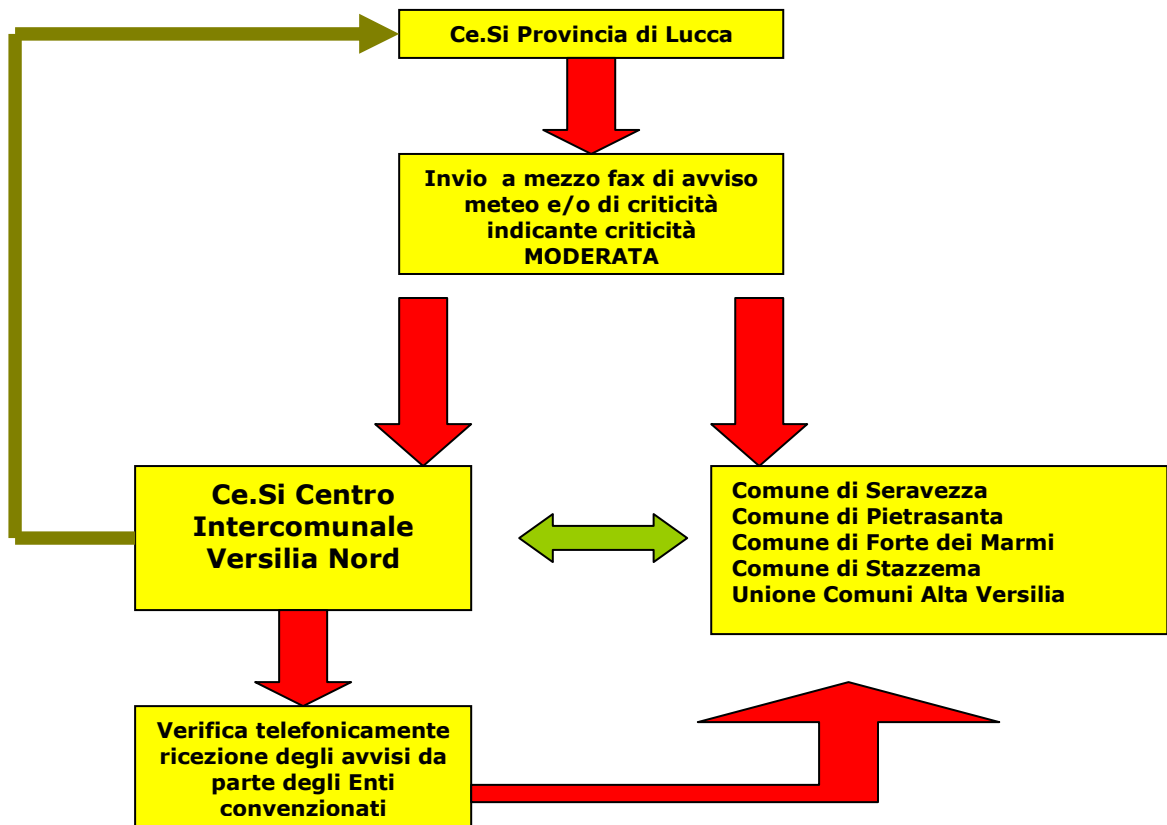 Ce.Si Provincia di Lucca
Invio a mezzo fax di avviso
meteo e/o di criticità
indicante criticità
MODERATA
Ce.Si Centro
Intercomunale
Versilia Nord
Comune di Seravezza
Comune di Pietrasanta
Comune di Forte dei Marmi
Comune di Stazzema
Unione Comuni Alta Versilia
Verifica telefonicamente
ricezione degli avvisi da
parte degli Enti
convenzionati